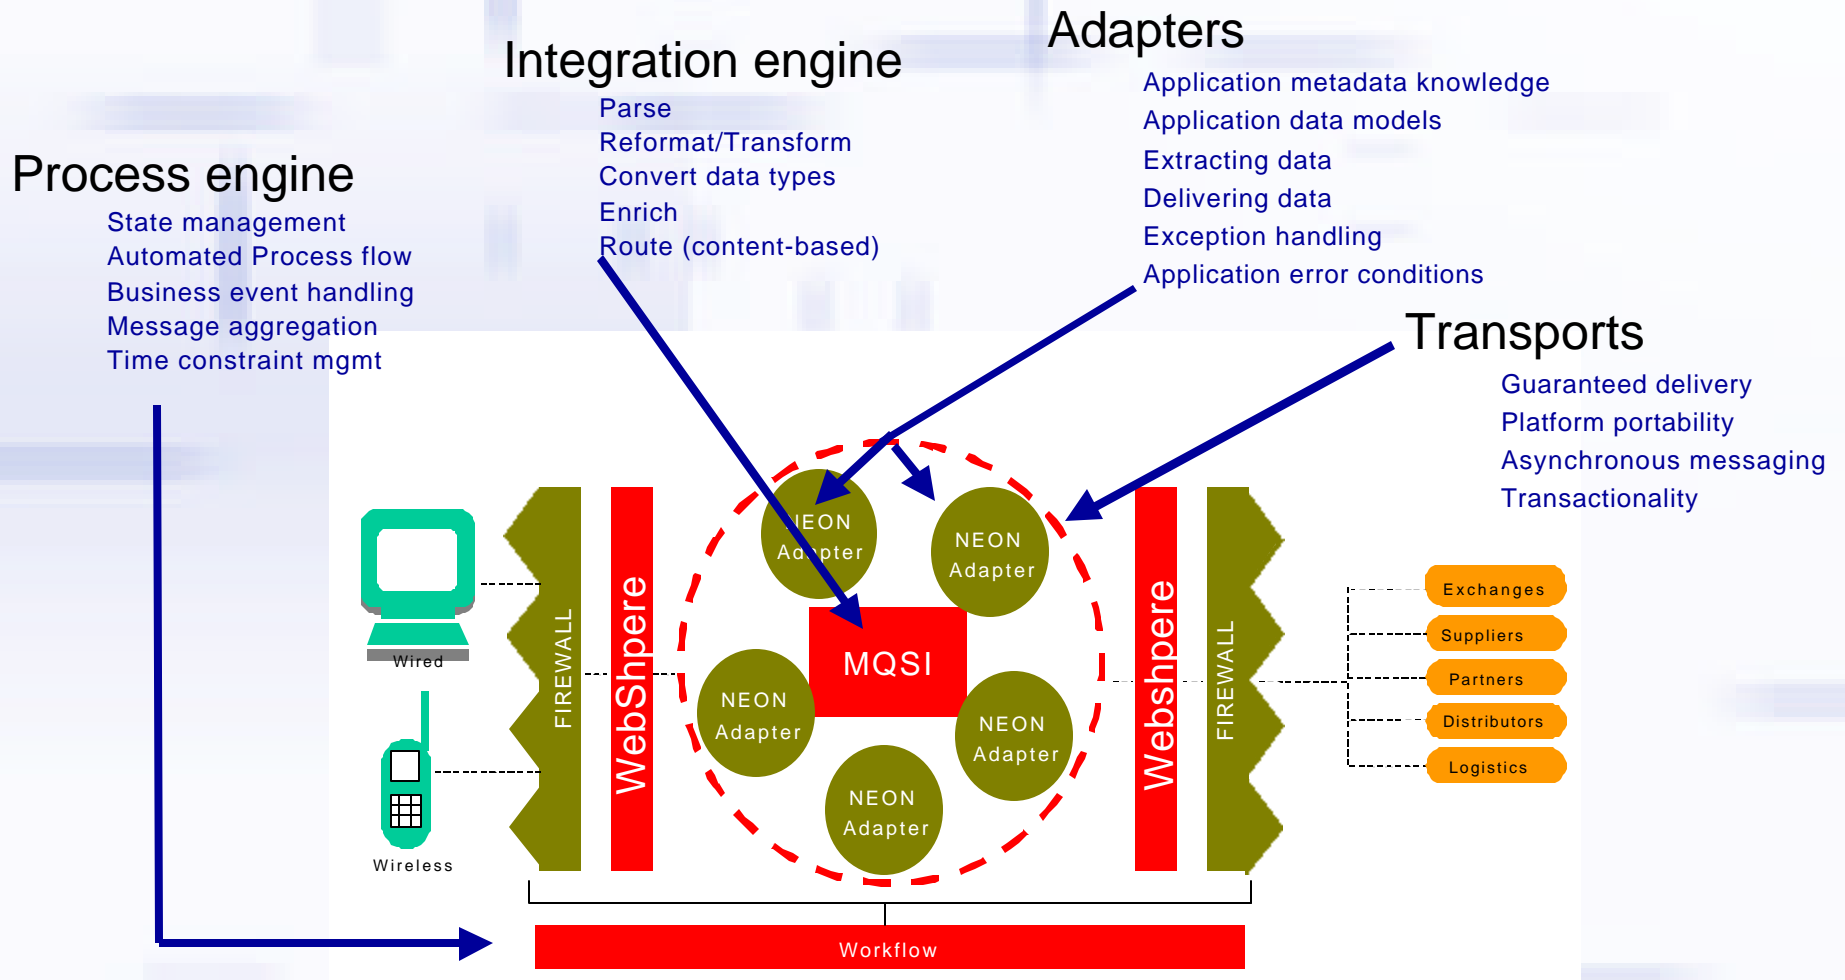 Process engine
State management
Automated Process flow
Business event handling
Message aggregation
Time constraint mgmt
Integration engine
Parse
Reformat/Transform
Convert data types
Enrich
Route (content-based)
Adapters
Application metadata knowledge
Application data models
Extracting data
Delivering data
Exception handling
Application error conditions
Transports
Guaranteed delivery
Platform portability
Asynchronous messaging
Transactionality
Wired
Wireless
FIREWALL
WebShpere
NEON
Adapter
NEON
Adapter
MQSI
NEON
Adapter
NEON
Adapter
NEON
Adapter
Webshpere
FIREWALL
Exchanges
Suppliers
Partners
Distributors
Logistics
Workflow